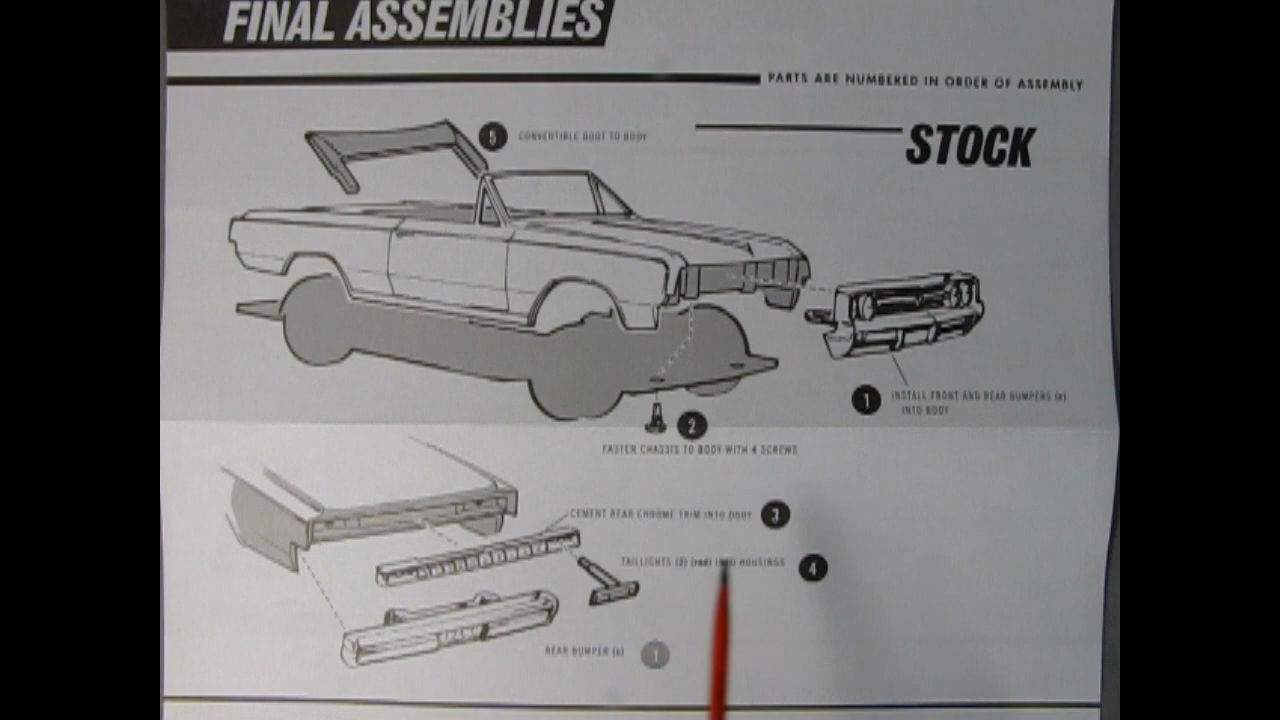 FINAL ASSEMBLIES
PARTS ARE NUMBERED IN ORDER OF ASSEMBLY
STOCK
5 CONVERTIBLE BOOT TO BODY
1 INSTALL FRONT AND REAR BUMPERS
INTO BODY
2
FASTEN CHASSIS TO BODY WITH 4 SCREWS
CEMENT REAR CHROME TRIM INTO BODY 3
TAILLIGHTS (2) (red) HOUSINGS 4
REAR BUMPER 1